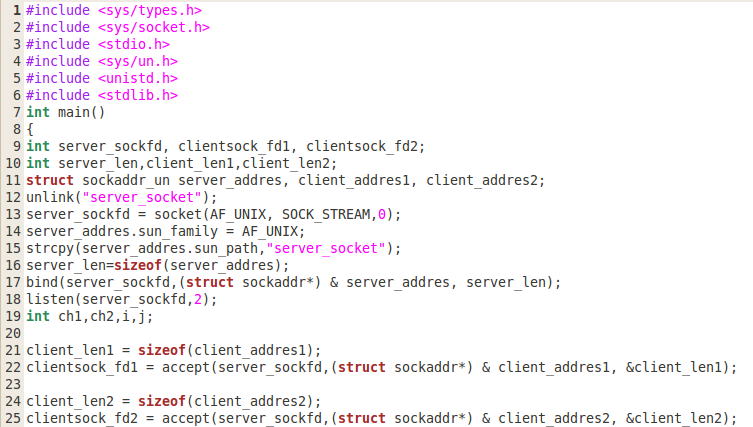 1 #include <sys/types.h>
2 #include <sys/socket.h>
3 #include <stdio.h>
4 #include <sys/un.h>
5 #include <unistd.h>
6 #include <stdlib.h>
7 int main()
8 {
9 int server_sockfd, clientsock_fd1, clientsock_fd2;
10 int server_len,client_len1,client_len2;
11 struct sockaddr_un server_addres, client_addres1, client_addres2;
12 unlink("server_socket");
13 server_sockfd = socket(AF_UNIX, SOCK_STREAM,0);
14 server_addres.sun_family = AF_UNIX;
15 strcpy(server_addres.sun_path,"server_socket");
16 server_len=sizeof(server_addres);
17 bind(server_sockfd,(struct sockaddr*) & server_addres, server_len);
18 listen(server_sockfd,2);
19 int ch1,ch2,i,j;
20
21 client_len1 = sizeof(client_addres1);
22 clientsock_fd1 = accept(server_sockfd,(struct sockaddr*) & client_addres1, &client_len1);
23
24 client_len2 = sizeof(client_addres2);
25 clientsock_fd2 = accept(server_sockfd,(struct sockaddr*) & client_addres2, &client_len2);